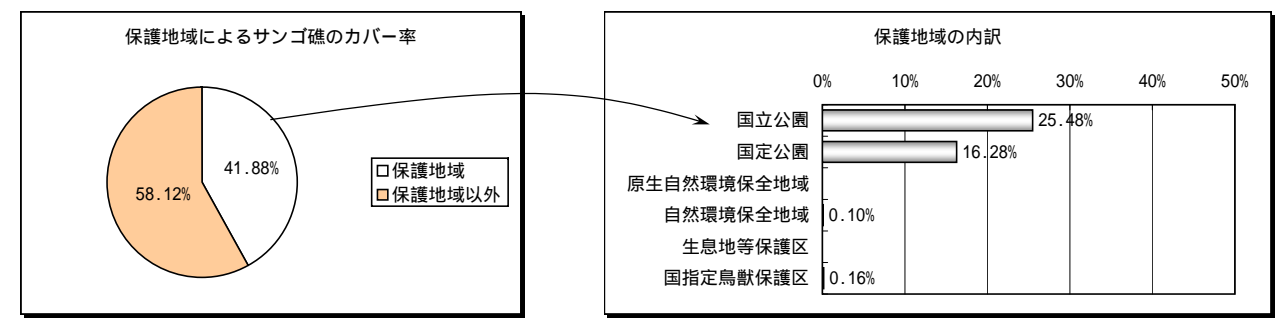 保護地域によるサンゴ礁のカバー率
41.88%
58.12%
保護地域
保護地域以外
保護地域の内訳
0% 10% 20% 30% 40% 50%
国立公園 25.48%
国定公園 16.28%
原生自然環境保全地域
自然環境保全地域 0.10%
生息地等保護区
国指定鳥獣保護区 0.16%